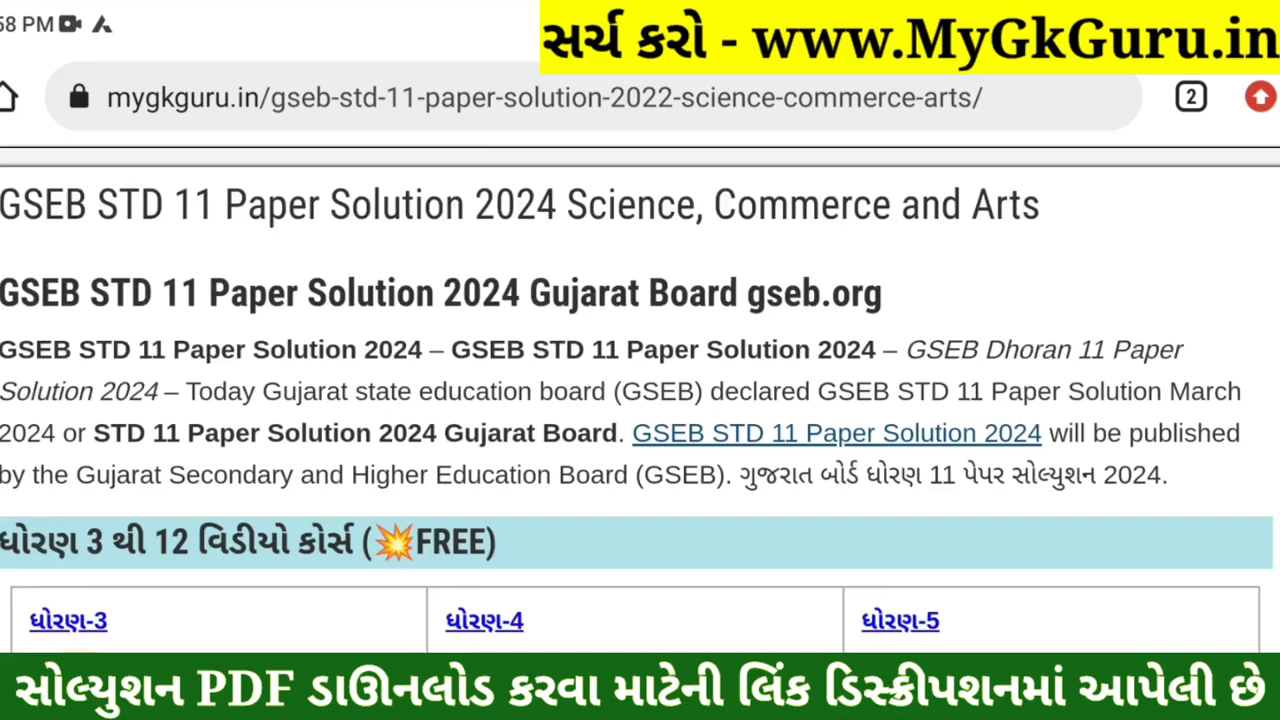 58 PM
સર્ચ કરો - www.MyGkGuru.in
mygkguru.in/gseb-std-11-paper-solution-2022-science-commerce-arts/
2
GSEB STD 11 Paper Solution 2024 Science, Commerce and Arts
GSEB STD 11 Paper Solution 2024 Gujarat Board gseb.org
GSEB STD 11 Paper Solution 2024 – GSEB STD 11 Paper Solution 2024 – GSEB Dhoran 11 Paper
Solution 2024 – Today Gujarat state education board (GSEB) declared GSEB STD 11 Paper Solution March
2024 or STD 11 Paper Solution 2024 Gujarat Board. GSEB STD 11 Paper Solution 2024 will be published
by the Gujarat Secondary and Higher Education Board (GSEB). ગુજરાત બોર્ડ ધોરણ 11 પેપર સોલ્યુશન 2024.
ધોરણ 3 થી 12 વિડીયો કોર્સ (💥FREE)
ધોરણ-3 ધોરણ-4 ધોરણ-5
સોલ્યુશન PDF ડાઊનલોડ કરવા માટેની લિંક ડિસ્ક્રીપશનમાં આપેલી છે